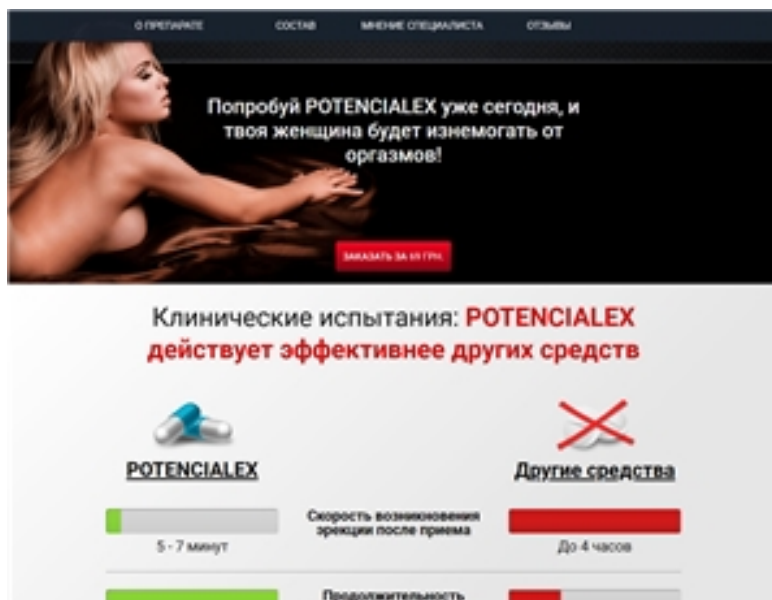 О ПРЕПАРАТЕ СОСТАВ МНЕНИЕ СПЕЦИАЛИСТА ОТЗЫВЫ
Попробуй POTENCIALEX уже сегодня, и
твоя женщина будет изнемогать от
оргазмов!
ЗАКАЗАТЬ ЗА 69 ГРН.
Клинические испытания: POTENCIALEX
действует эффективнее других средств
POTENCIALEX Другие средства
Скорость возникновения
эрекции после приема
5 - 7 минут До 4 часов
Продолжительность